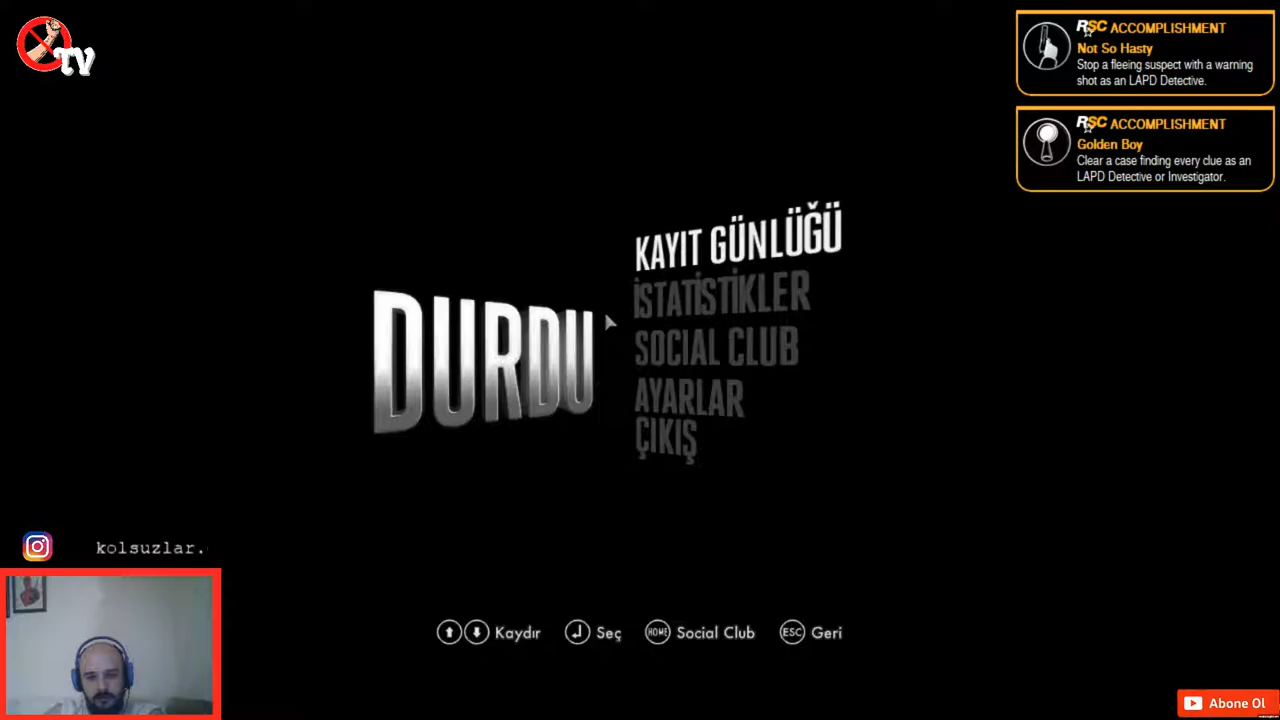 TV
RSC ACCOMPLISHMENT
Not So Hasty
Stop a fleeing suspect with a warning
shot as an LAPD Detective.
RSC ACCOMPLISHMENT
Golden Boy
Clear a case finding every clue as an
LAPD Detective or Investigator.
KAYIT GÜNLÜĞÜ
İSTATİSTİKLER
DURDU
SOCIAL CLUB
AYARLAR
ÇIKIŞ
kolsuzlar.
Kaydır
Seç
HOME Social Club
ESC Geri
Abone Ol